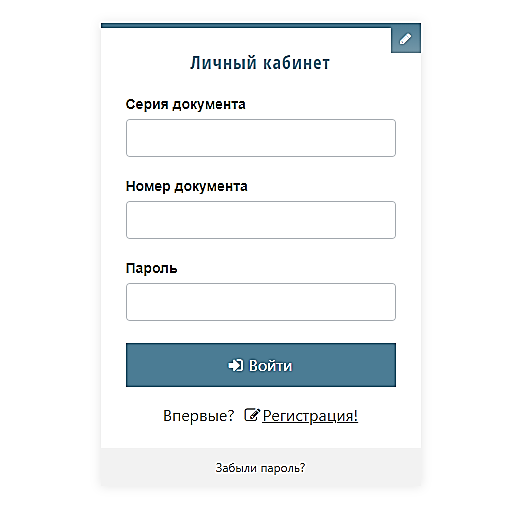 Личный кабинет
Серия документа
Номер документа
Пароль
Войти
Впервые? Регистрация!
Забыли пароль?